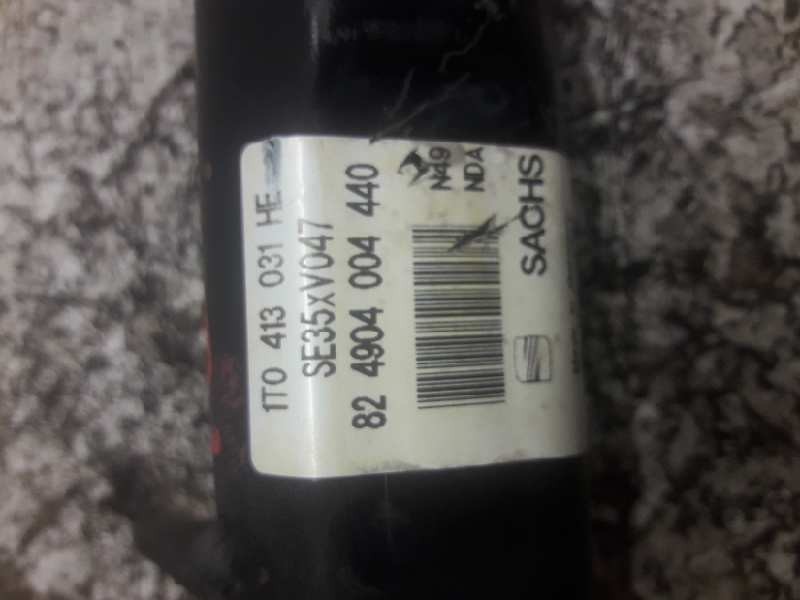 1T0 413 031 HE
SE35xV047
82 4904 004 440
N49
NDA
SACHS